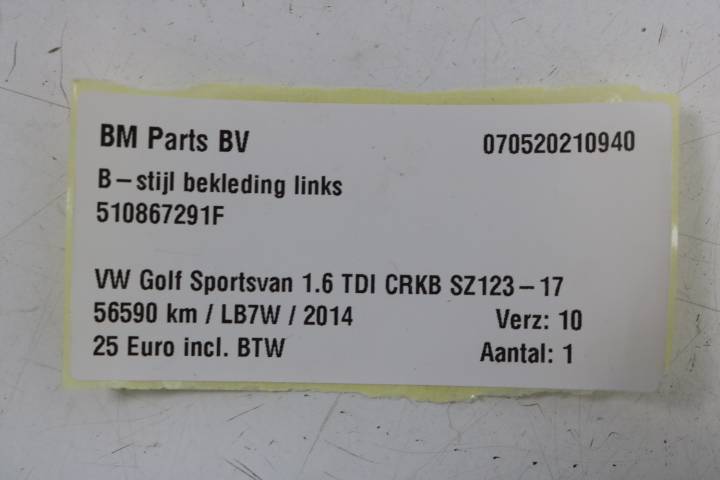 BM Parts BV 070520210940
B-stijl bekleding links
510867291F
VW Golf Sportsvan 1.6 TDI CRKB SZ123-17
56590 km / LB7W / 2014 Verz: 10
25 Euro incl. BTW Aantal: 1